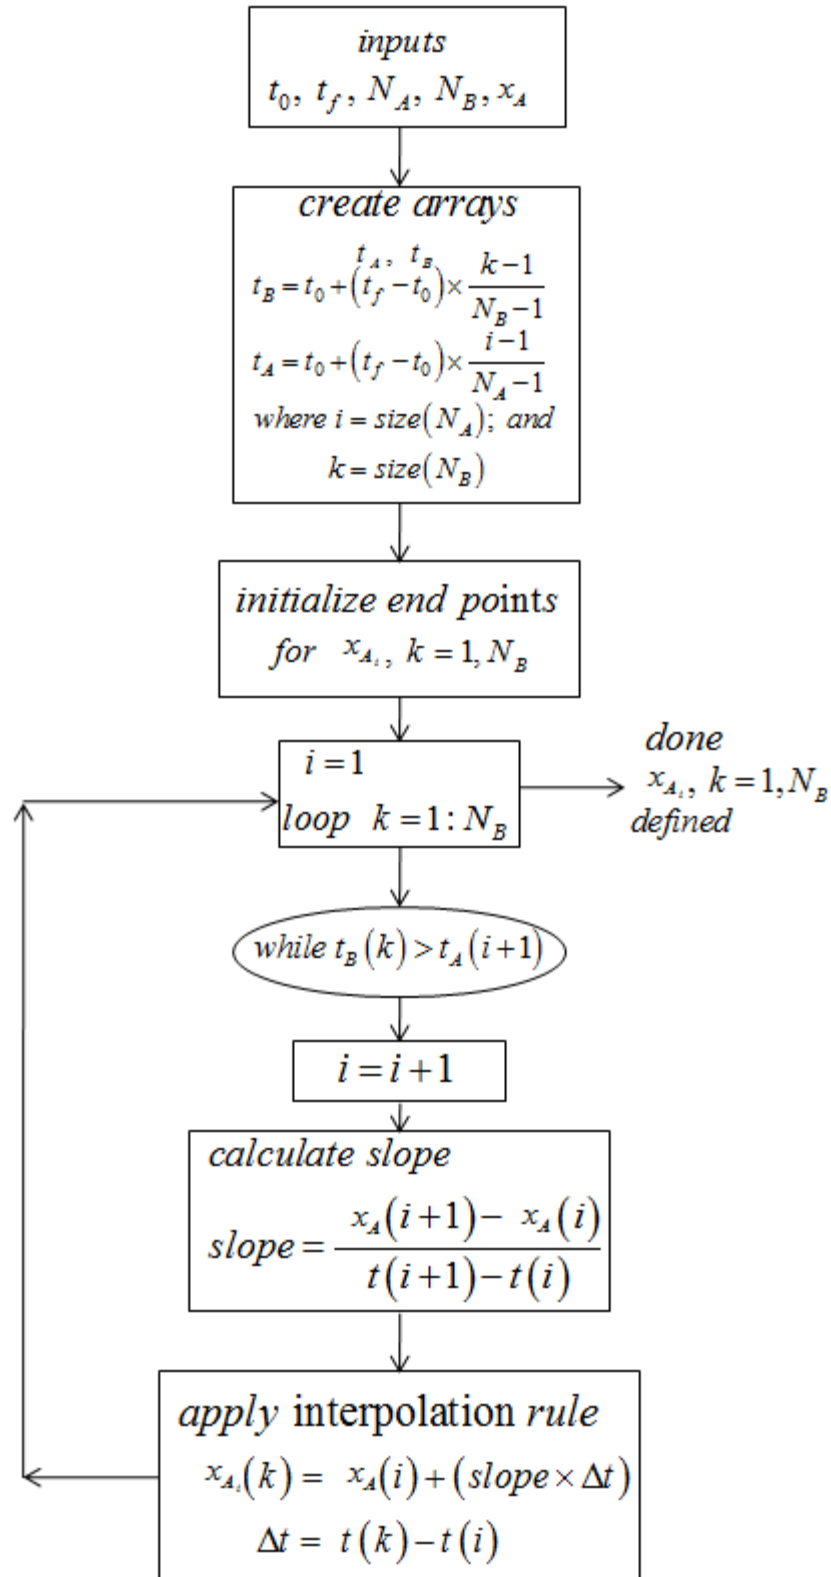 inputs
t₀, t_f, N_A, N_B, x_A
create arrays
t_A, t_B
t_B = t₀ + (t_f − t₀) × (k−1)/(N_B−1)
t_A = t₀ + (t_f − t₀) × (i−1)/(N_A−1)
where i = size(N_A); and
k = size(N_B)
initialize end points
for x_{A_i}, k = 1, N_B
i = 1
loop k = 1 : N_B
done
x_{A_i}, k = 1, N_B
defined
while t_B(k) > t_A(i+1)
i = i + 1
calculate slope
slope = (x_A(i+1) − x_A(i))/(t(i+1) − t(i))
apply interpolation rule
x_{A_i}(k) = x_A(i) + (slope × Δt)
Δt = t(k) − t(i)